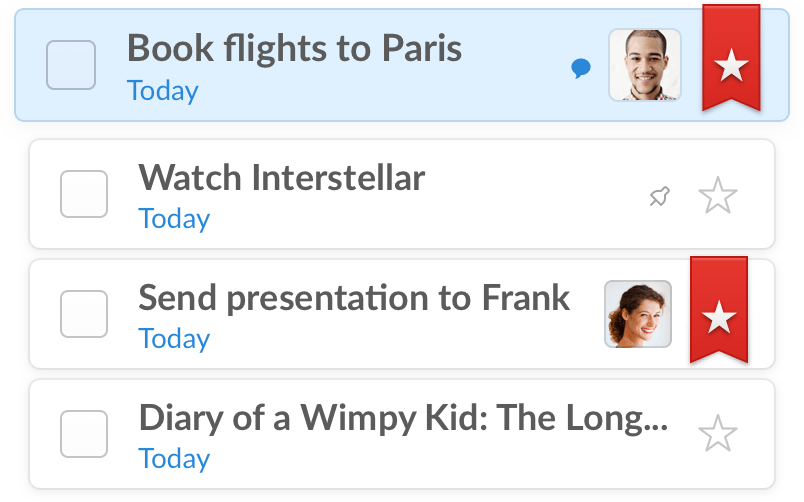 Book flights to Paris
Today
Watch Interstellar
Today
Send presentation to Frank
Today
Diary of a Wimpy Kid: The Long...
Today